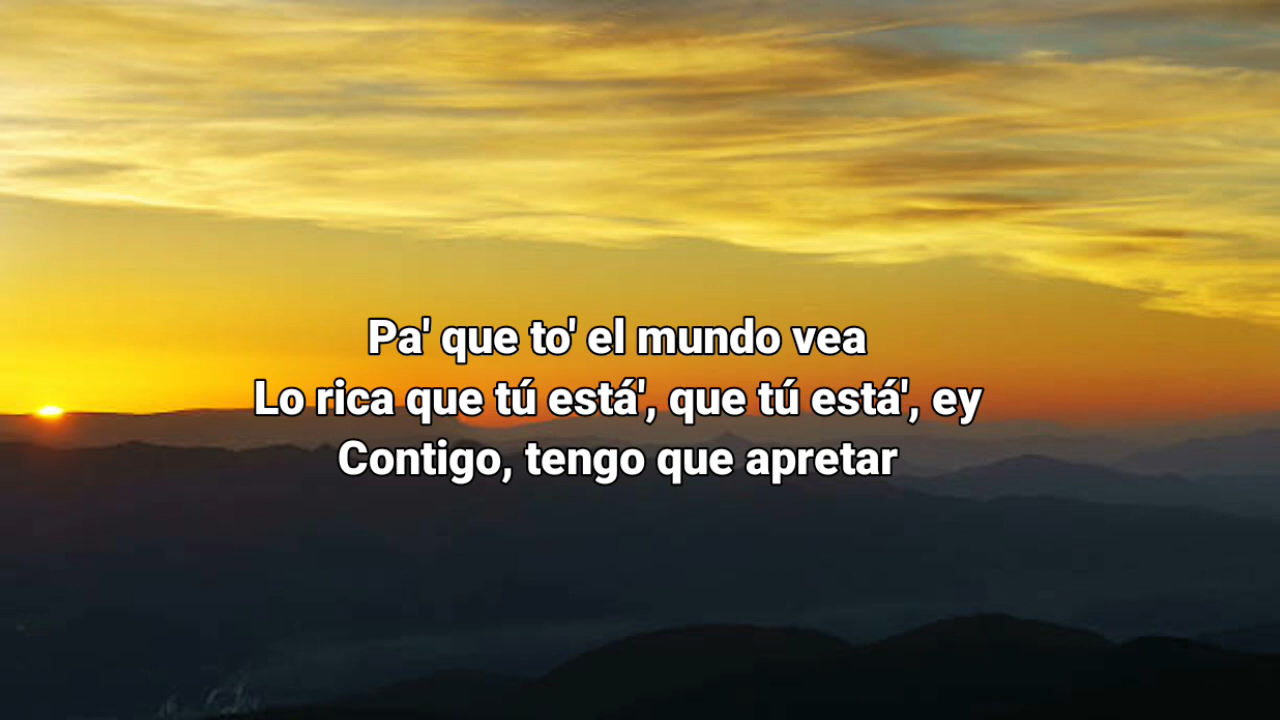 Pa' que to' el mundo vea
Lo rica que tú está', que tú está', ey
Contigo, tengo que apretar